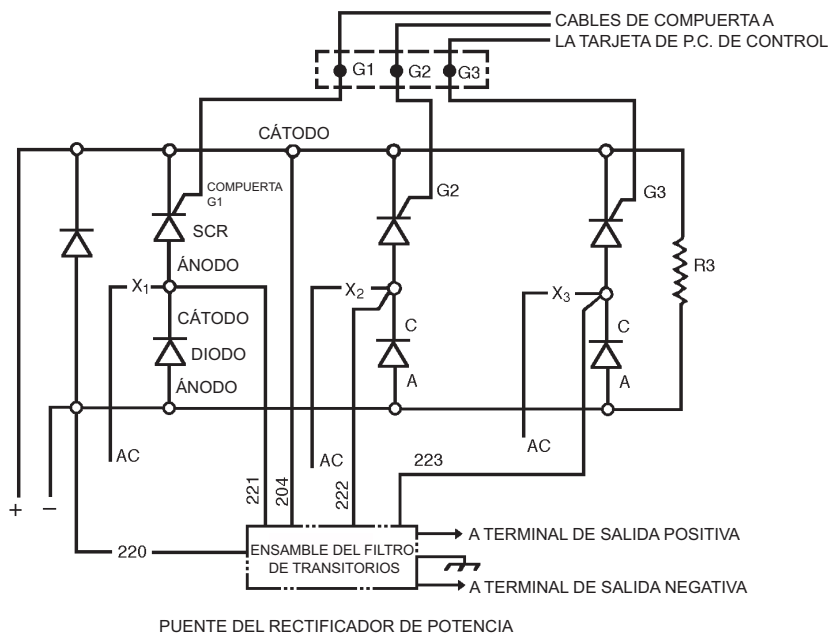 CABLES DE COMPUERTA A
LA TARJETA DE P.C. DE CONTROL
G1
G2
G3
CÁTODO
COMPUERTA
G1
G2
G3
SCR
ÁNODO
R3
X1
X2
X3
CÁTODO
C
C
DIODO
ÁNODO
A
A
AC
AC
AC
221
204
222
223
+
–
220
ENSAMBLE DEL FILTRO
DE TRANSITORIOS
A TERMINAL DE SALIDA POSITIVA
A TERMINAL DE SALIDA NEGATIVA
PUENTE DEL RECTIFICADOR DE POTENCIA